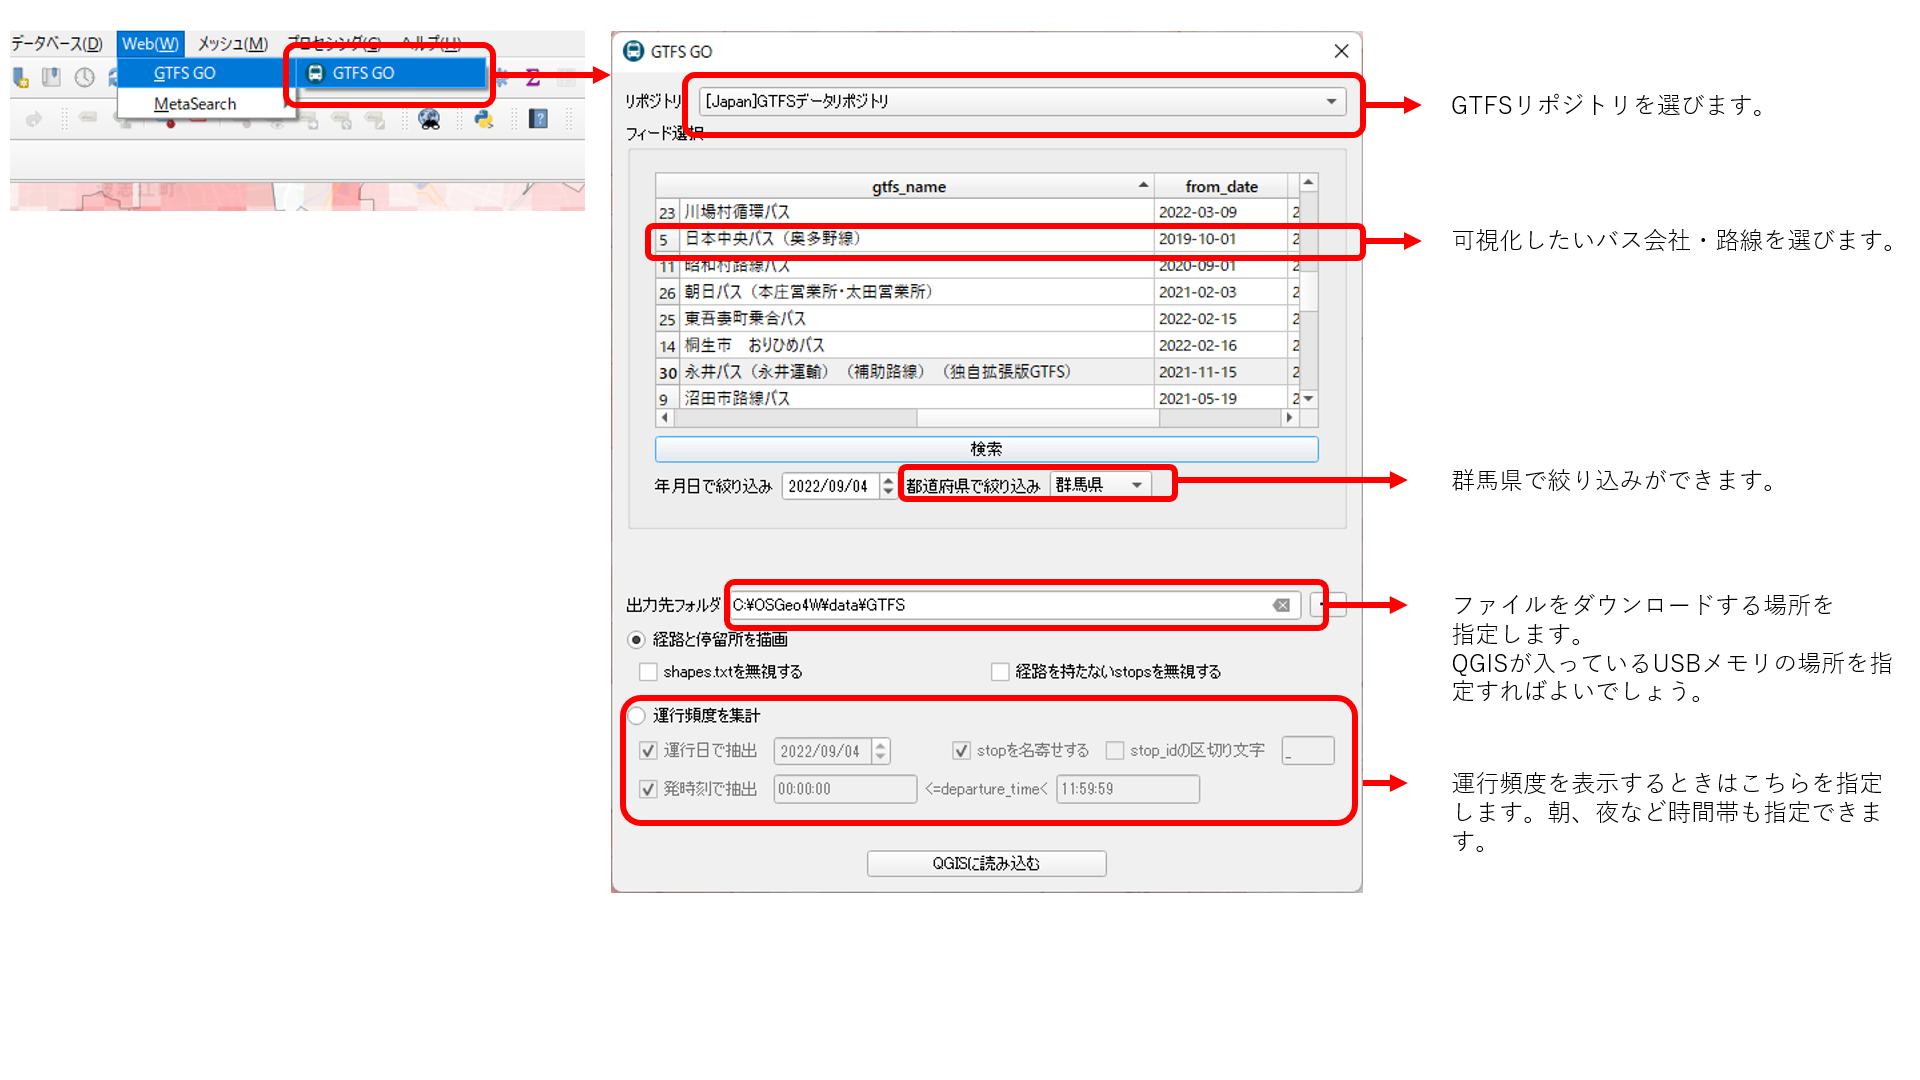 データベース(D) Web(W) メッシュ(M) プロセシング(C) ヘルプ(H)
GTFS GO
GTFS GO
MetaSearch
GTFS GO
リポジトリ [Japan]GTFSデータリポジトリ
GTFSリポジトリを選びます。
フィード選択
gtfs_name from_date
23 川場村循環バス 2022-03-09 2
5 日本中央バス（奥多野線） 2019-10-01 2
可視化したいバス会社・路線を選びます。
11 昭和村路線バス 2020-09-01 2
26 朝日バス（本庄営業所・太田営業所） 2021-02-03 2
25 東吾妻町乗合バス 2022-02-15 2
14 桐生市　おりひめバス 2022-02-16 2
30 永井バス（永井運輸）（補助路線）（独自拡張版GTFS） 2021-11-15 2
9 沼田市路線バス 2021-05-19 2
検索
年月日で絞り込み 2022/09/04 都道府県で絞り込み 群馬県
群馬県で絞り込みができます。
出力先フォルダ C:¥OSGeo4W¥data¥GTFS
ファイルをダウンロードする場所を
指定します。
QGISが入っているUSBメモリの場所を指
定すればよいでしょう。
経路と停留所を描画
shapes.txtを無視する 経路を持たないstopsを無視する
運行頻度を集計
運行日で抽出 2022/09/04 stopを名寄せする stop_idの区切り文字 _
発時刻で抽出 00:00:00 <=departure_time< 11:59:59
運行頻度を表示するときはこちらを指定
します。朝、夜など時間帯も指定できま
す。
QGISに読み込む